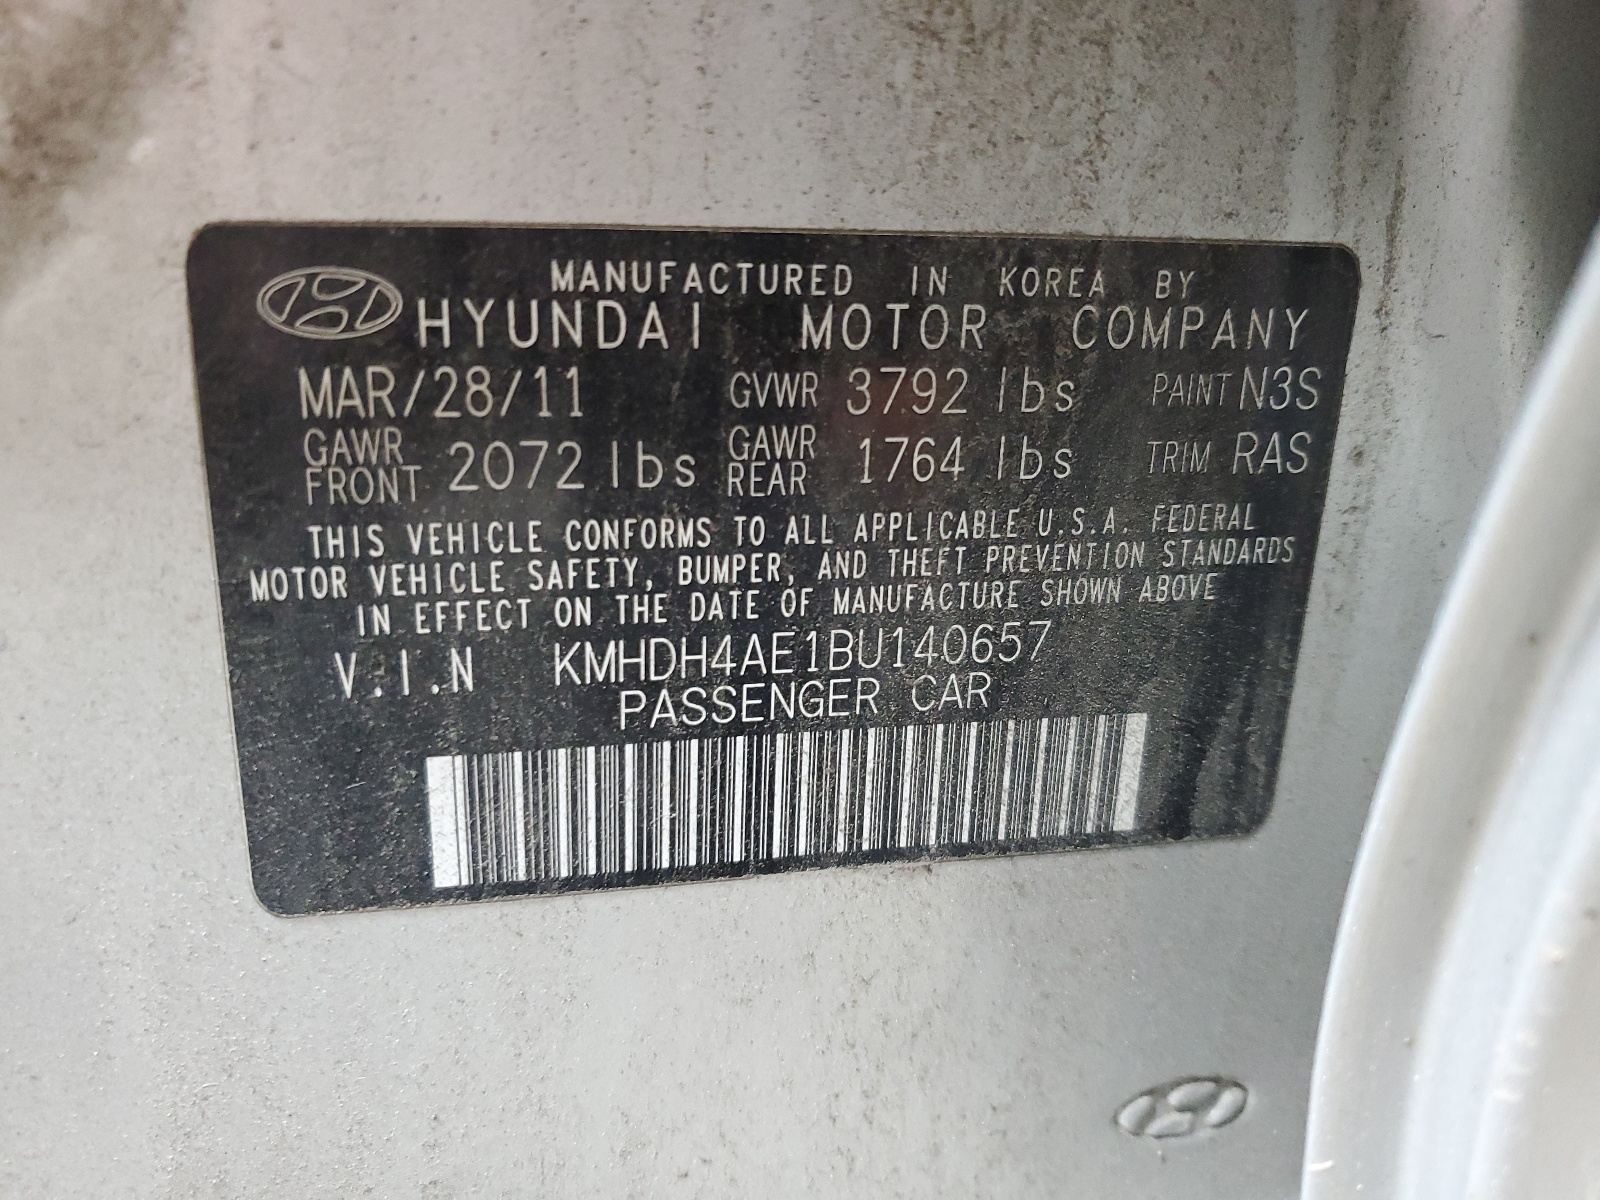 MANUFACTURED IN KOREA BY
HYUNDAI MOTOR COMPANY
MAR/28/11 GVWR 3792 lbs PAINT N3S
GAWR FRONT 2072 lbs GAWR REAR 1764 lbs TRIM RAS
THIS VEHICLE CONFORMS TO ALL APPLICABLE U.S.A. FEDERAL
MOTOR VEHICLE SAFETY, BUMPER, AND THEFT PREVENTION STANDARDS
IN EFFECT ON THE DATE OF MANUFACTURE SHOWN ABOVE
V.I.N KMHDH4AE1BU140657
PASSENGER CAR